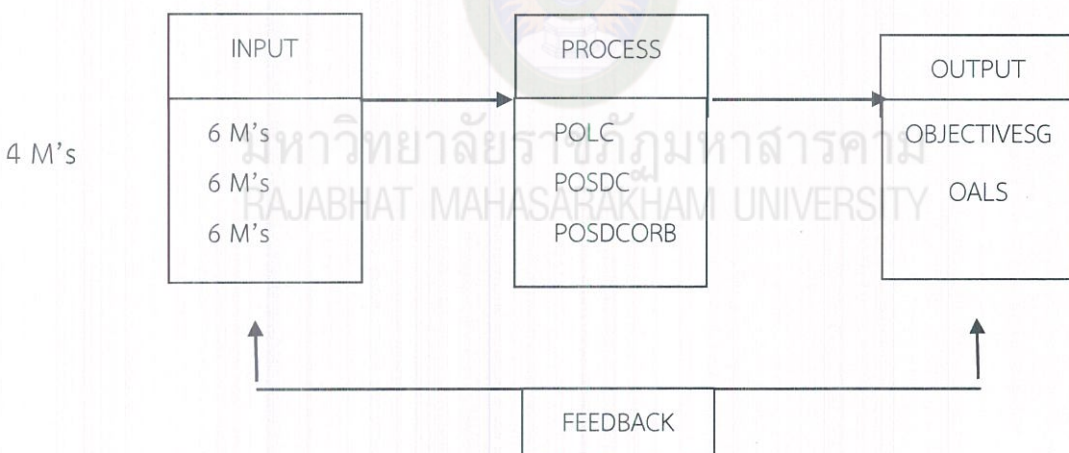 INPUT
PROCESS
OUTPUT
4 M's
6 M's
6 M's
6 M's
POLC
POSDC
POSDCORB
OBJECTIVESG
OALS
มหาวิทยาลัยราชภัฏมหาสารคาม
RAJABHAT MAHASARAKHAM UNIVERSITY
FEEDBACK